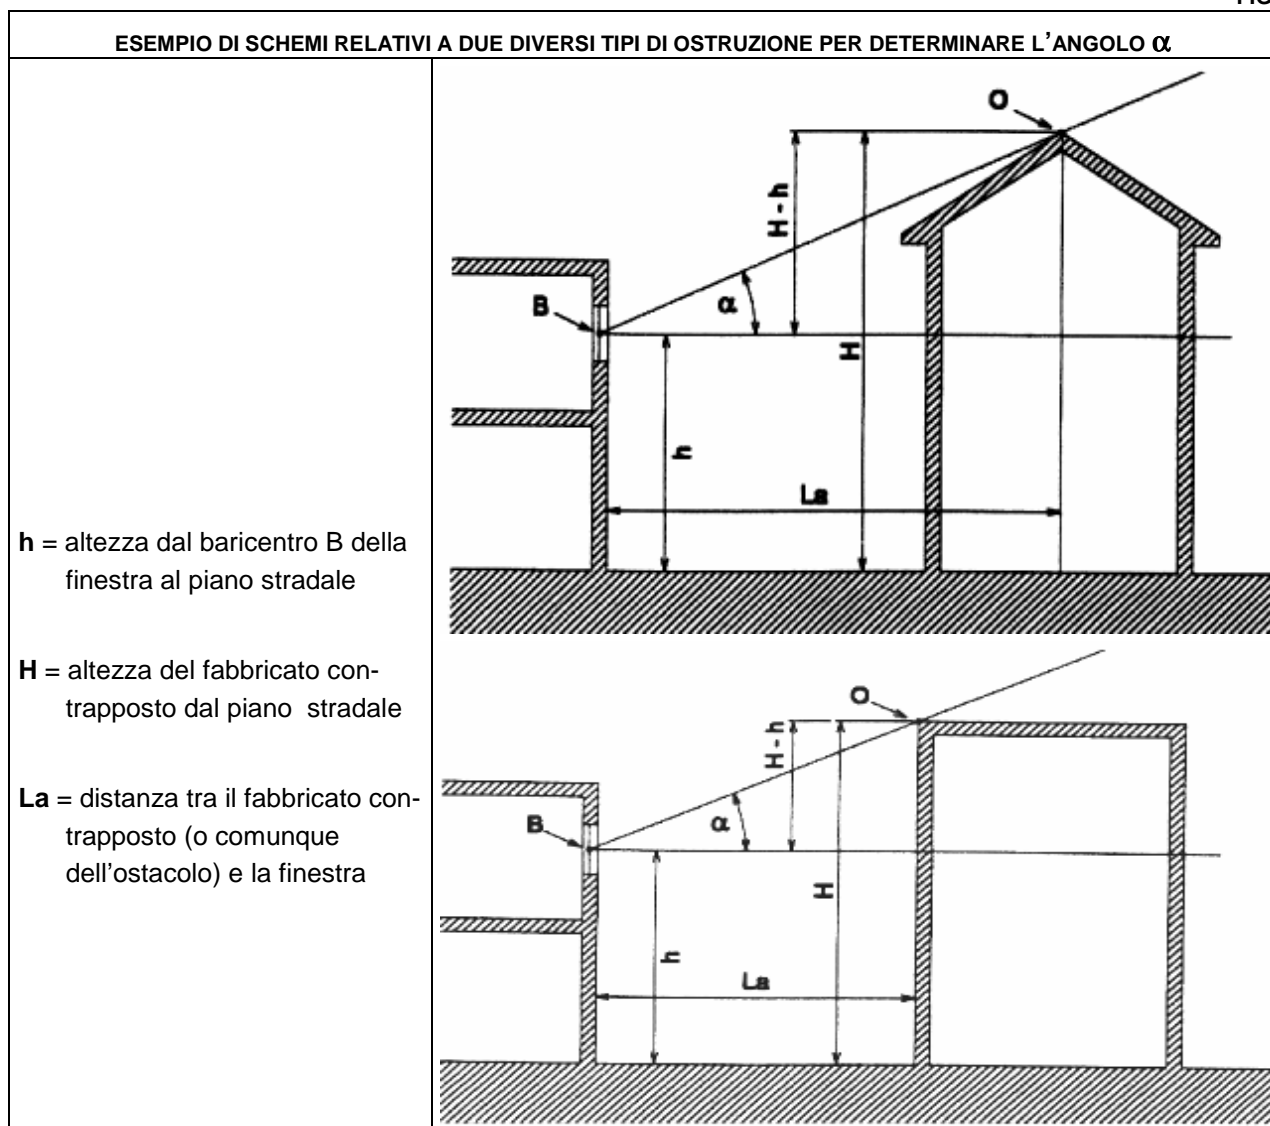 ESEMPIO DI SCHEMI RELATIVI A DUE DIVERSI TIPI DI OSTRUZIONE PER DETERMINARE L'ANGOLO α
h = altezza dal baricentro B della
finestra al piano stradale
H = altezza del fabbricato con-
trapposto dal piano stradale
La = distanza tra il fabbricato con-
trapposto (o comunque
dell'ostacolo) e la finestra
O
H - h
B
α
H
h
La
O
H - h
B
α
H
h
La